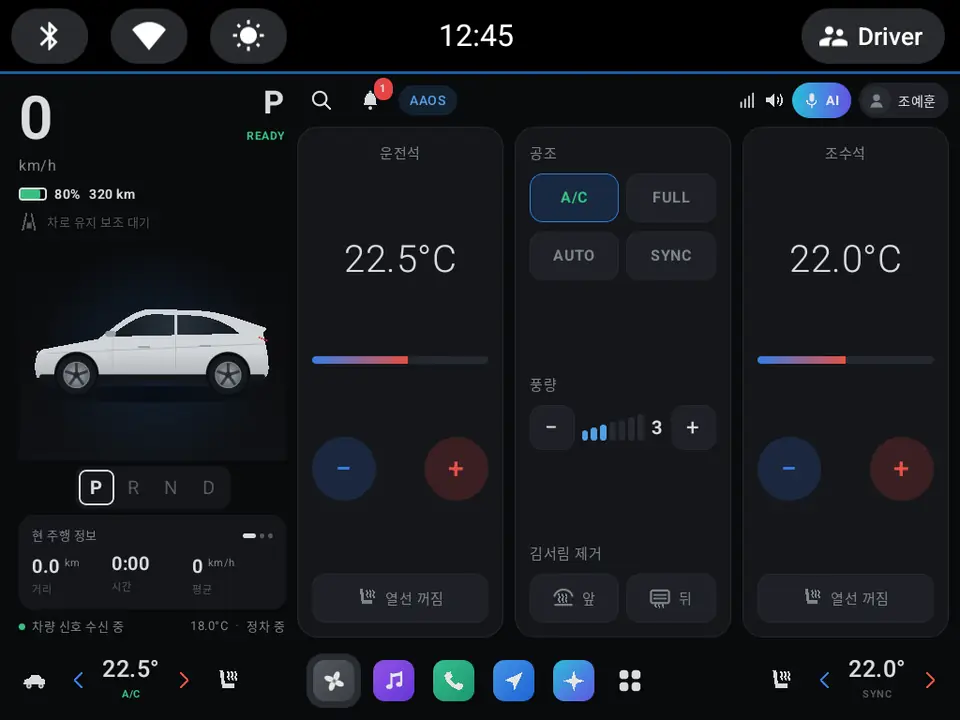 12:45
Driver
0
P
READY
km/h
80% 320 km
차로 유지 보조 대기
1
AAOS
AI
조예훈
운전석
22.5°C
열선 꺼짐
공조
A/C
FULL
AUTO
SYNC
풍량
−
3
+
김서림 제거
앞
뒤
조수석
22.0°C
−
+
열선 꺼짐
−
+
P R N D
현 주행 정보
0.0 km
0:00
0 km/h
거리
시간
평균
차량 신호 수신 중
18.0°C · 정차 중
22.5°
A/C
22.0°
SYNC